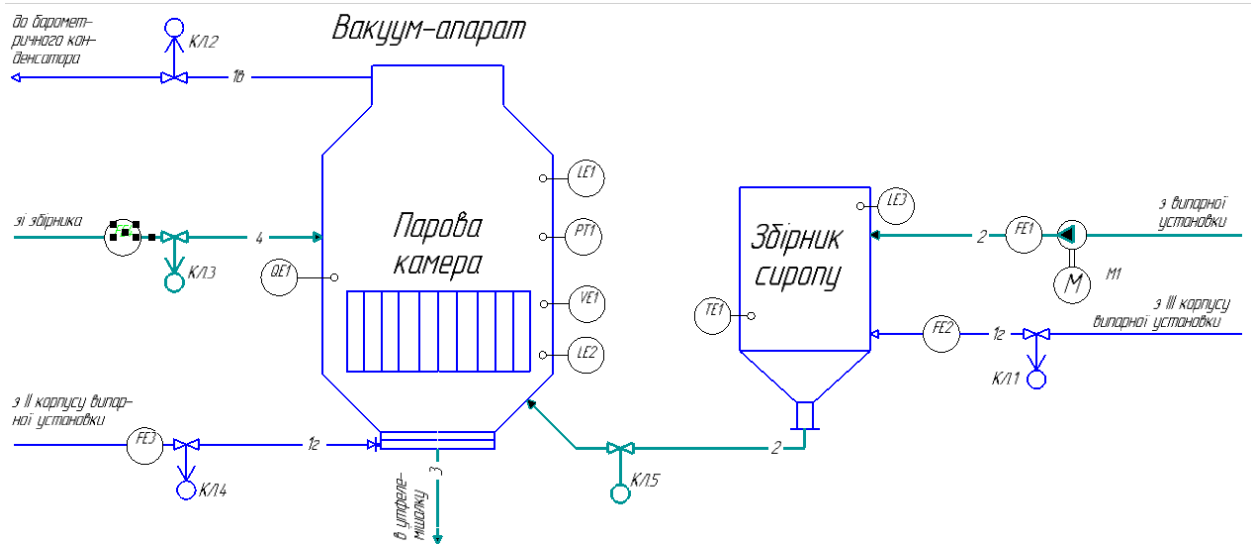 до баромет-
ричного кон-
денсатора
КЛ2
1в
Вакуум-апарат
LE1
PT1
VE1
LE2
Парова
камера
зі збірника
4
КЛ3
QE1
з II корпусу випар-
ної установки
FE3
1г
КЛ4
3
в утфеле-
мішалку
LE3
Збірник
сиропу
TE1
2
FE1
з випарної
установки
М1
М
з III корпусу
випарної установки
FE2
1г
КЛ1
2
КЛ5